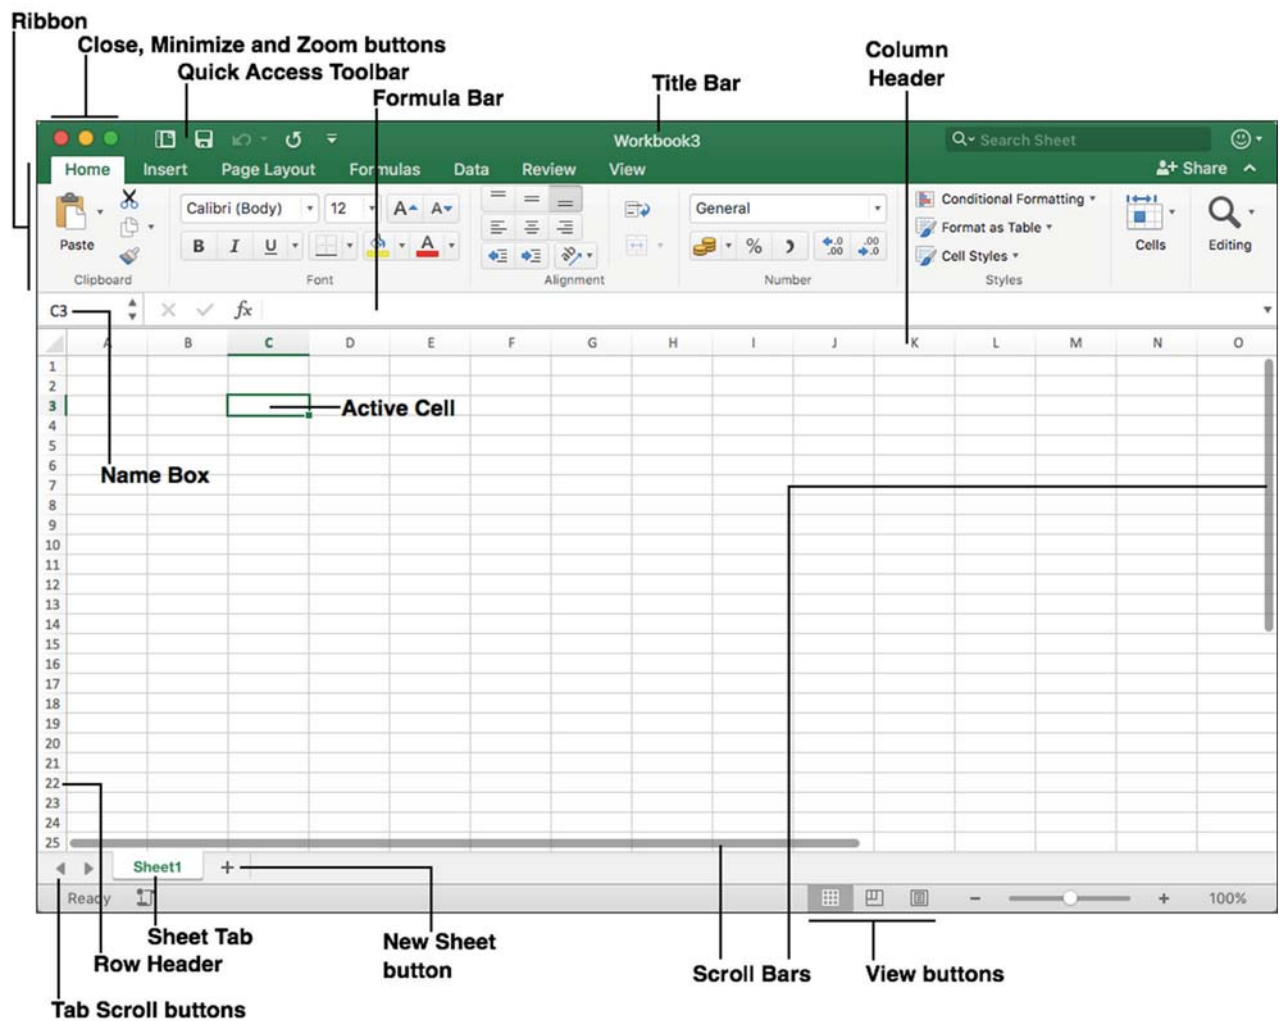 Ribbon
Close, Minimize and Zoom buttons
Quick Access Toolbar
Formula Bar
Title Bar
Column
Header
Workbook3
Search Sheet
Home Insert Page Layout Formulas Data Review View
Share
Paste
Clipboard
Calibri (Body) 12 A A
B I U A
Font
Alignment
General
% .0 .00 .00 .0
Number
Conditional Formatting
Format as Table
Cell Styles
Styles
Cells
Editing
C3 fx
A B C D E F G H I J K L M N O
1
2
3
Active Cell
4
5
6
Name Box
7
8
9
10
11
12
13
14
15
16
17
18
19
20
21
22
23
24
25
Sheet1 +
Ready
100%
Sheet Tab
Row Header
New Sheet
button
Scroll Bars
View buttons
Tab Scroll buttons